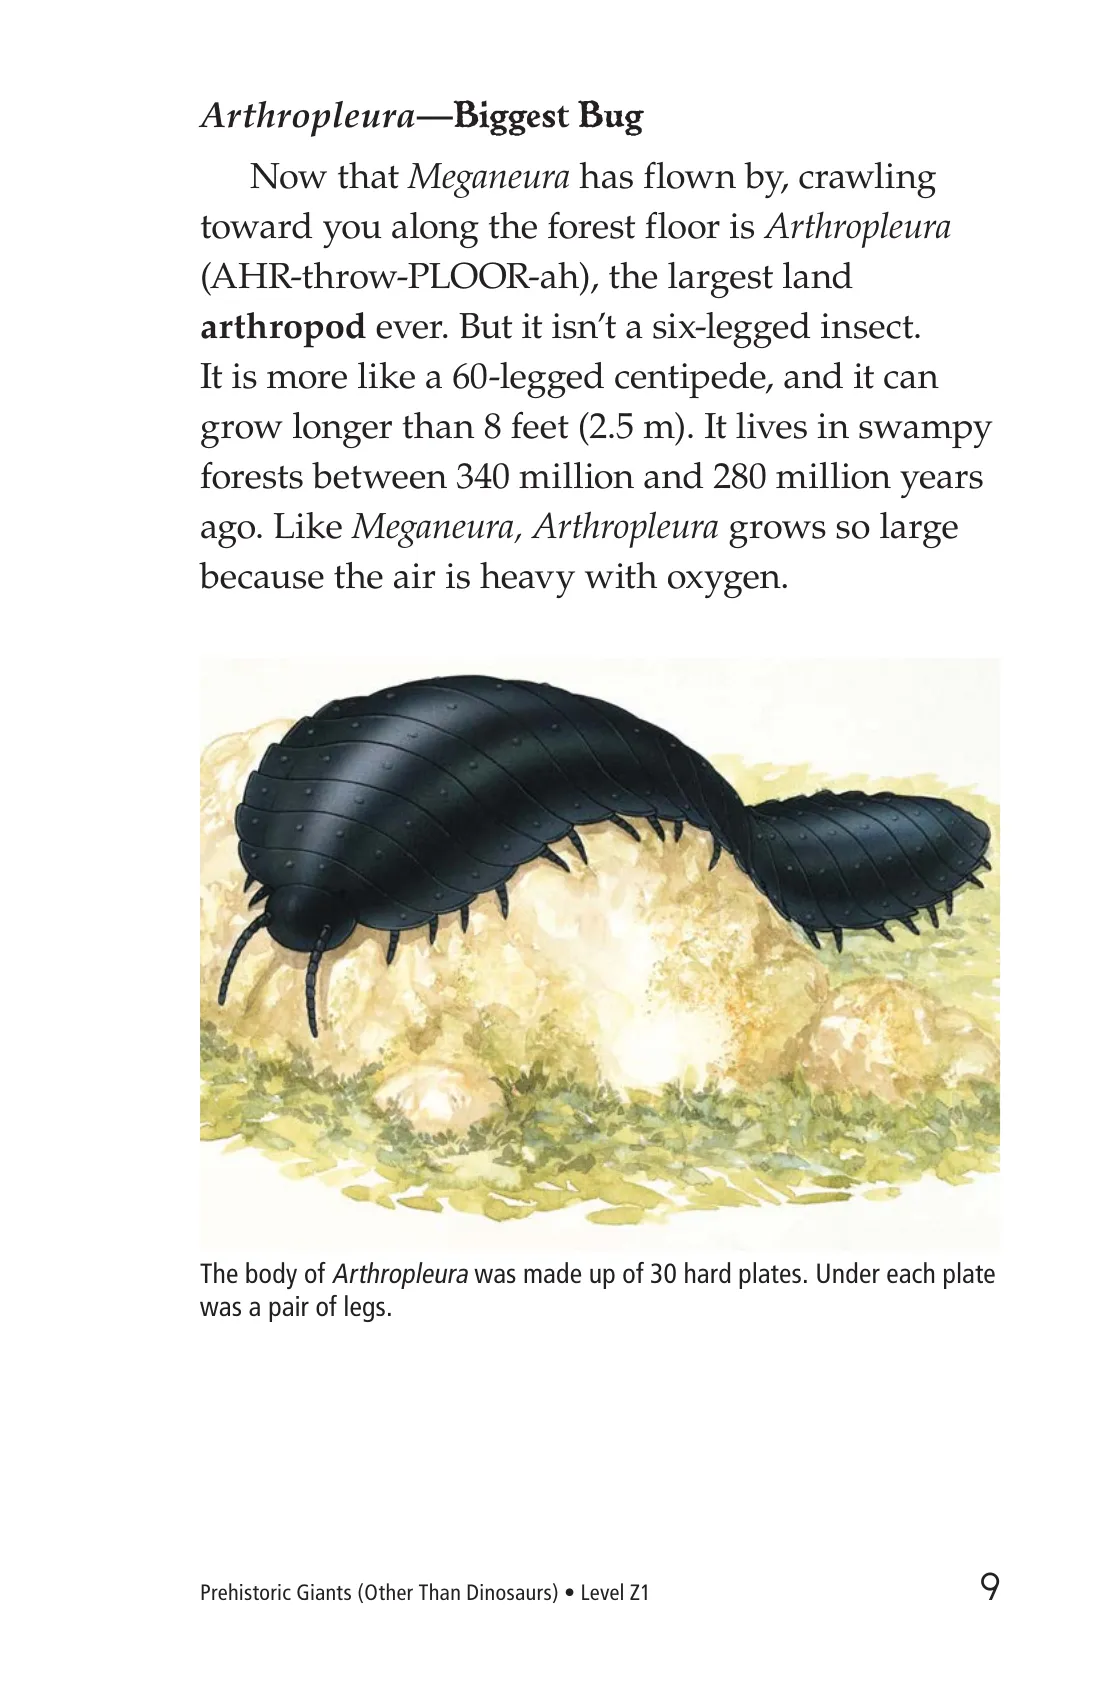 Arthropleura—Biggest Bug
Now that Meganeura has flown by, crawling
toward you along the forest floor is Arthropleura
(AHR-throw-PLOOR-ah), the largest land
arthropod ever. But it isn’t a six-legged insect.
It is more like a 60-legged centipede, and it can
grow longer than 8 feet (2.5 m). It lives in swampy
forests between 340 million and 280 million years
ago. Like Meganeura, Arthropleura grows so large
because the air is heavy with oxygen.
The body of Arthropleura was made up of 30 hard plates. Under each plate
was a pair of legs.
Prehistoric Giants (Other Than Dinosaurs) • Level Z1 9